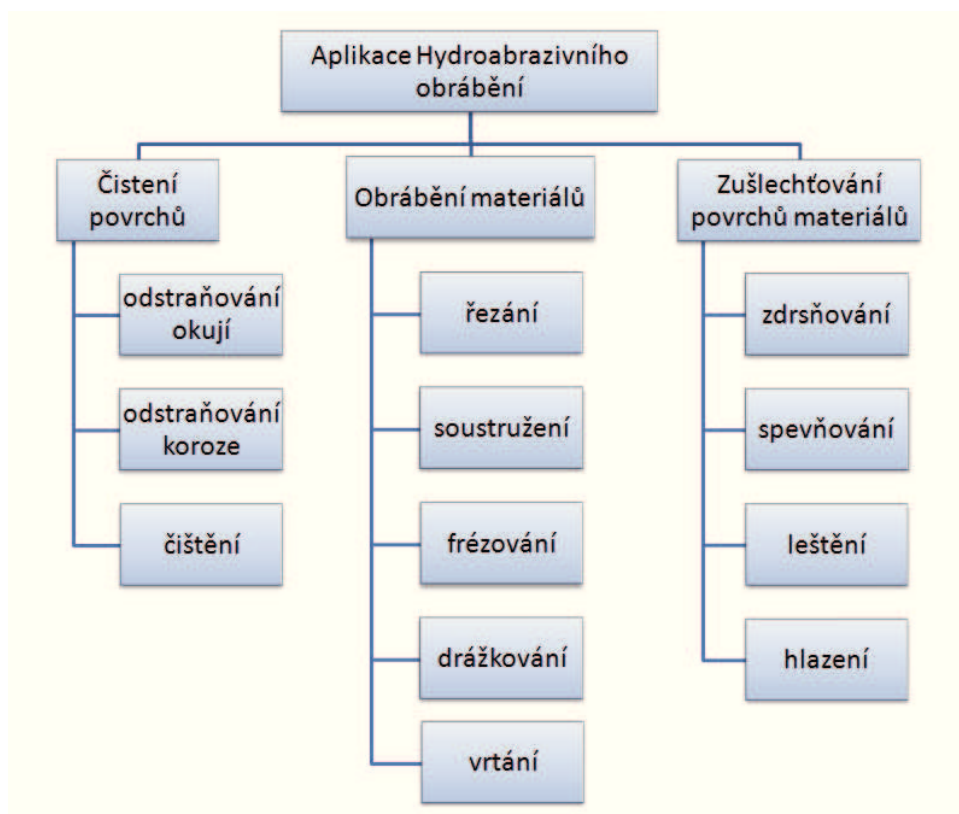 Aplikace Hydroabrazivního
obrábění
Čistení
povrchů
odstraňování
okují
odstraňování
koroze
čištění
Obrábění materiálů
řezání
soustružení
frézování
drážkování
vrtání
Zušlechťování
povrchů materiálů
zdrsňování
spevňování
leštění
hlazení